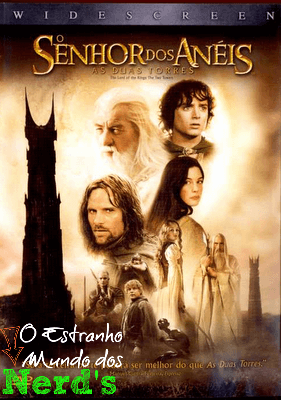 WIDESCREEN
O
SENHOR DOS ANÉIS
AS DUAS TORRES
The Lord of the Rings The Two Towers
O Estranho
Mundo dos
Nerd's
a ser melhor do que As Duas Torres."